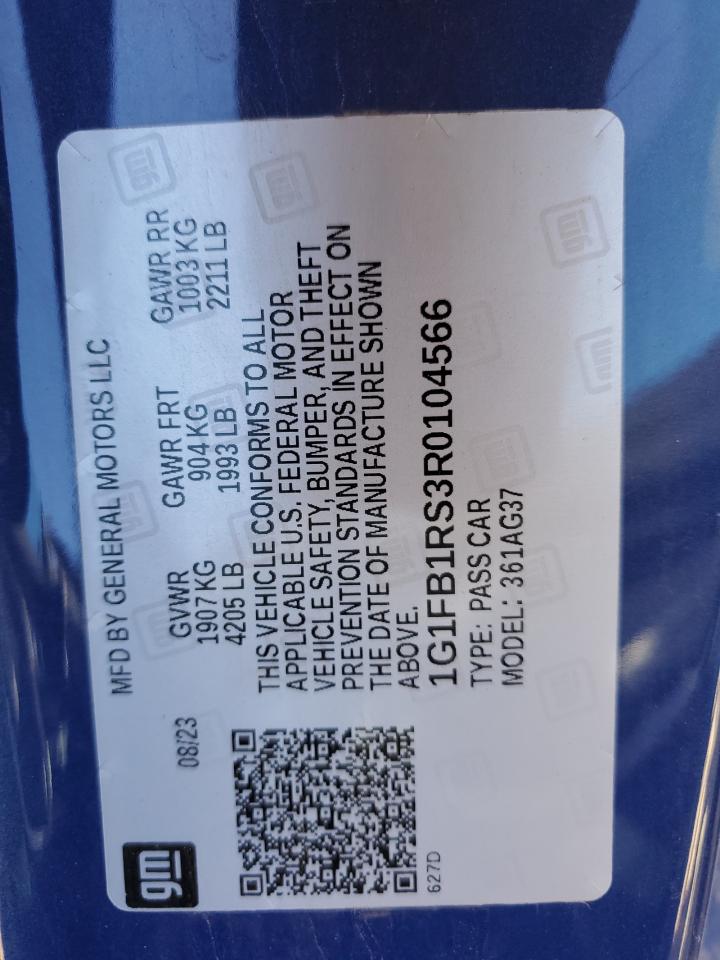 gm
08/23
MFD BY GENERAL MOTORS LLC
GVWR GAWR FRT GAWR RR
1907 KG 904 KG 1003 KG
4205 LB 1993 LB 2211 LB
THIS VEHICLE CONFORMS TO ALL
APPLICABLE U.S. FEDERAL MOTOR
VEHICLE SAFETY, BUMPER, AND THEFT
PREVENTION STANDARDS IN EFFECT ON
THE DATE OF MANUFACTURE SHOWN
ABOVE.
1G1FB1RS3R0104566
TYPE: PASS CAR
MODEL: 361AG37
627D